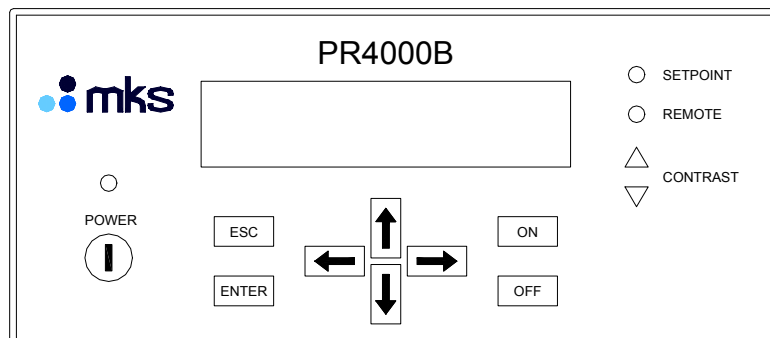 PR4000B
mks
SETPOINT
REMOTE
CONTRAST
POWER
ESC
ON
ENTER
OFF